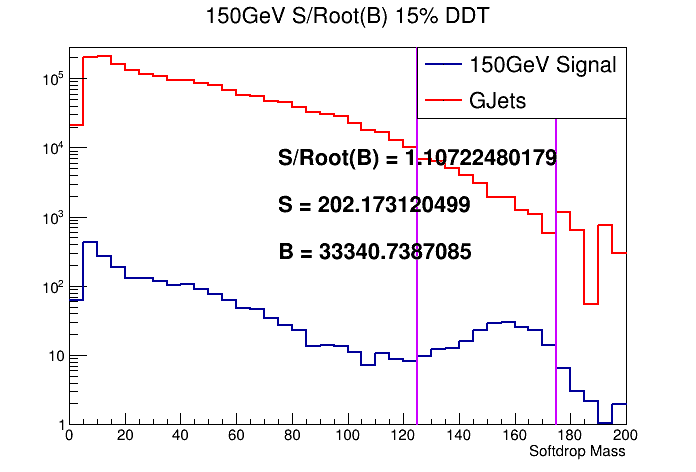 150GeV S/Root(B) 15% DDT
150GeV Signal
GJets
10^5
10^4
10^3
10^2
10
1
S/Root(B) = 1.10722480179
S = 202.173120499
B = 33340.7387085
0 20 40 60 80 100 120 140 160 180 200
Softdrop Mass